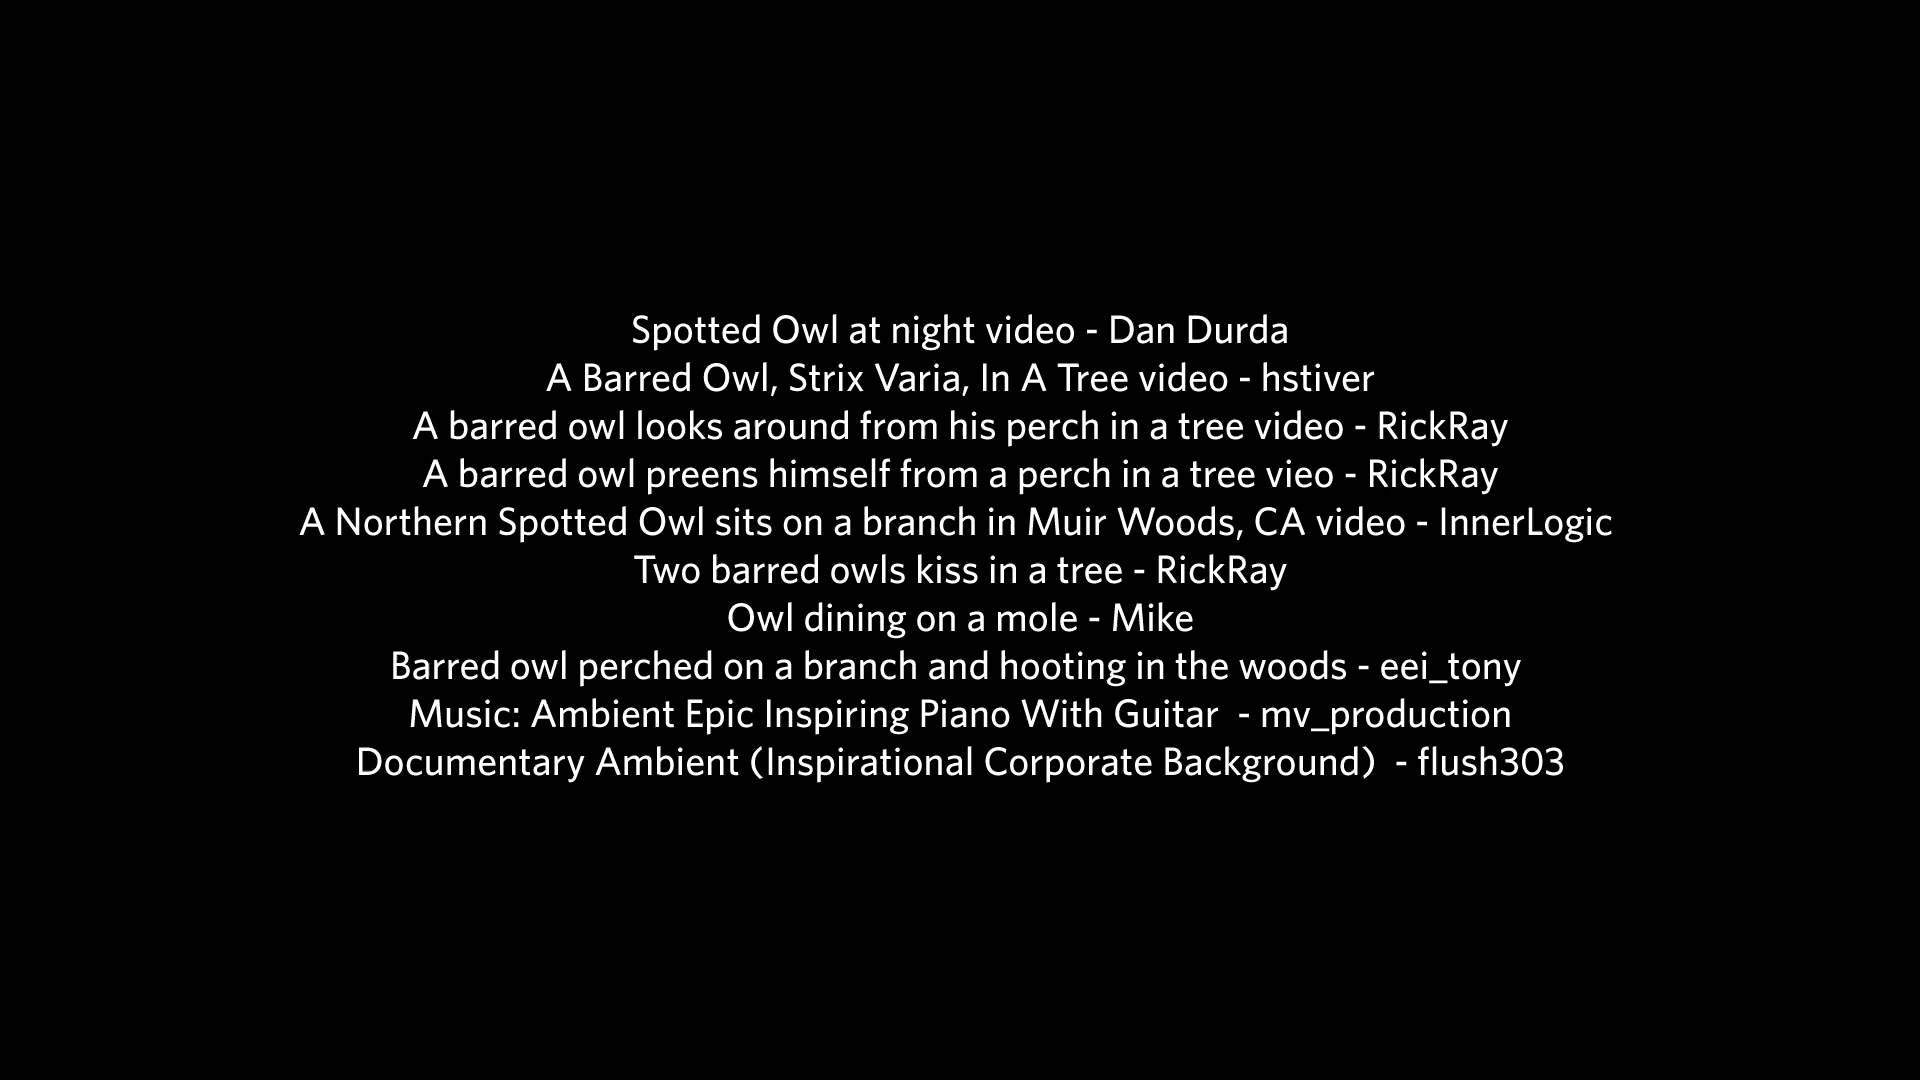 Spotted Owl at night video - Dan Durda
A Barred Owl, Strix Varia, In A Tree video - hstiver
A barred owl looks around from his perch in a tree video - RickRay
A barred owl preens himself from a perch in a tree vieo - RickRay
A Northern Spotted Owl sits on a branch in Muir Woods, CA video - InnerLogic
Two barred owls kiss in a tree - RickRay
Owl dining on a mole - Mike
Barred owl perched on a branch and hooting in the woods - eei_tony
Music: Ambient Epic Inspiring Piano With Guitar  - mv_production
Documentary Ambient (Inspirational Corporate Background)  - flush303